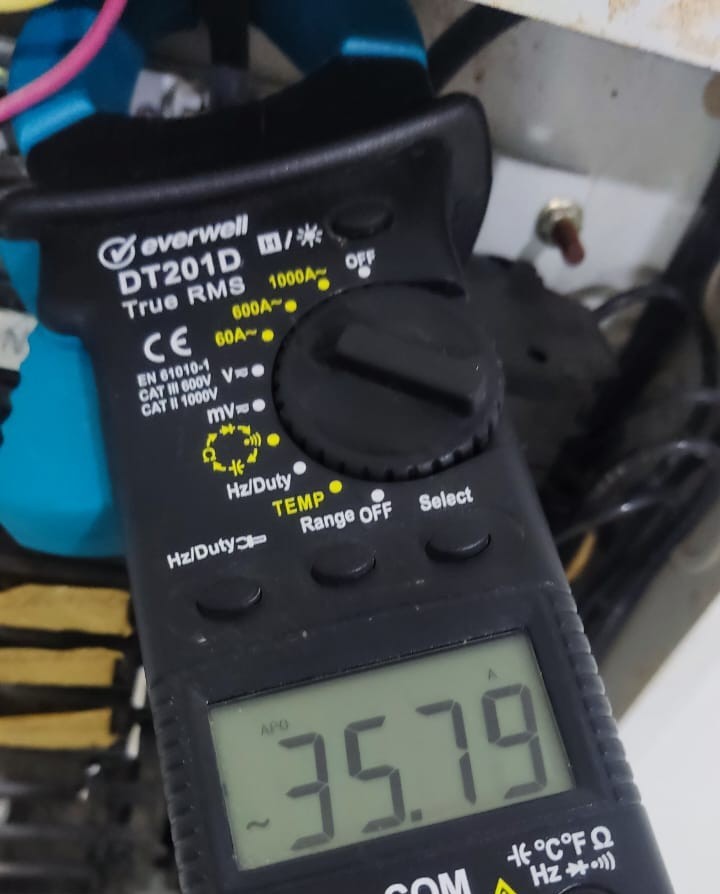 everwell
DT201D
True RMS
CE
EN 61010-1
CAT III 600V
CAT II 1000V
OFF
1000A~
600A~
60A~
V
mV
Ω
Hz/Duty
TEMP
OFF
Hz/Duty
Range
Select
APO
A
~35.79
COM
°C°FΩ
Hz